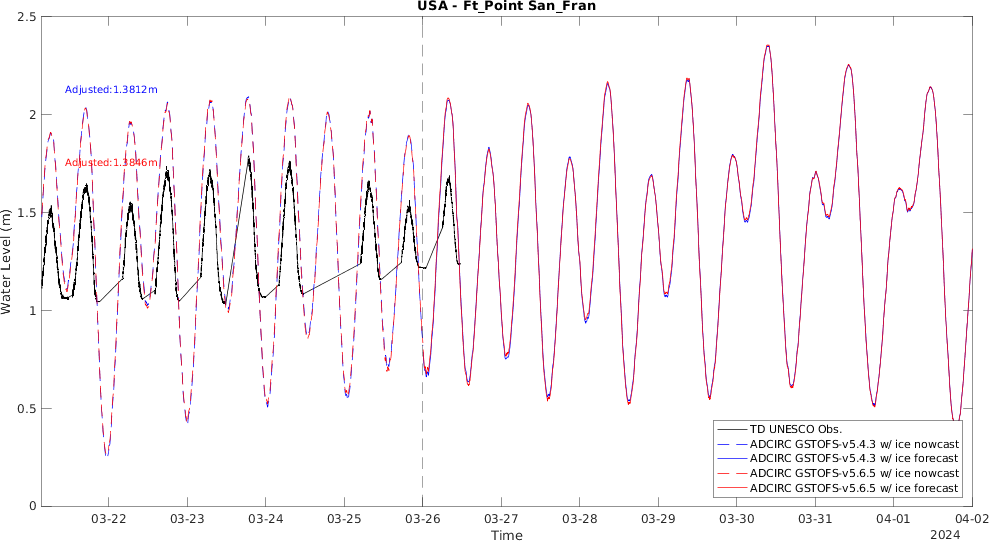 USA - Ft_Point San_Fran
2.5
2
1.5
1
0.5
0
Water Level (m)
Adjusted:1.3812m
Adjusted:1.3846m
TD UNESCO Obs.
ADCIRC GSTOFS-v5.4.3 w/ ice nowcast
ADCIRC GSTOFS-v5.4.3 w/ ice forecast
ADCIRC GSTOFS-v5.6.5 w/ ice nowcast
ADCIRC GSTOFS-v5.6.5 w/ ice forecast
03-22 03-23 03-24 03-25 03-26 03-27 03-28 03-29 03-30 03-31 04-01 04-02
Time
2024